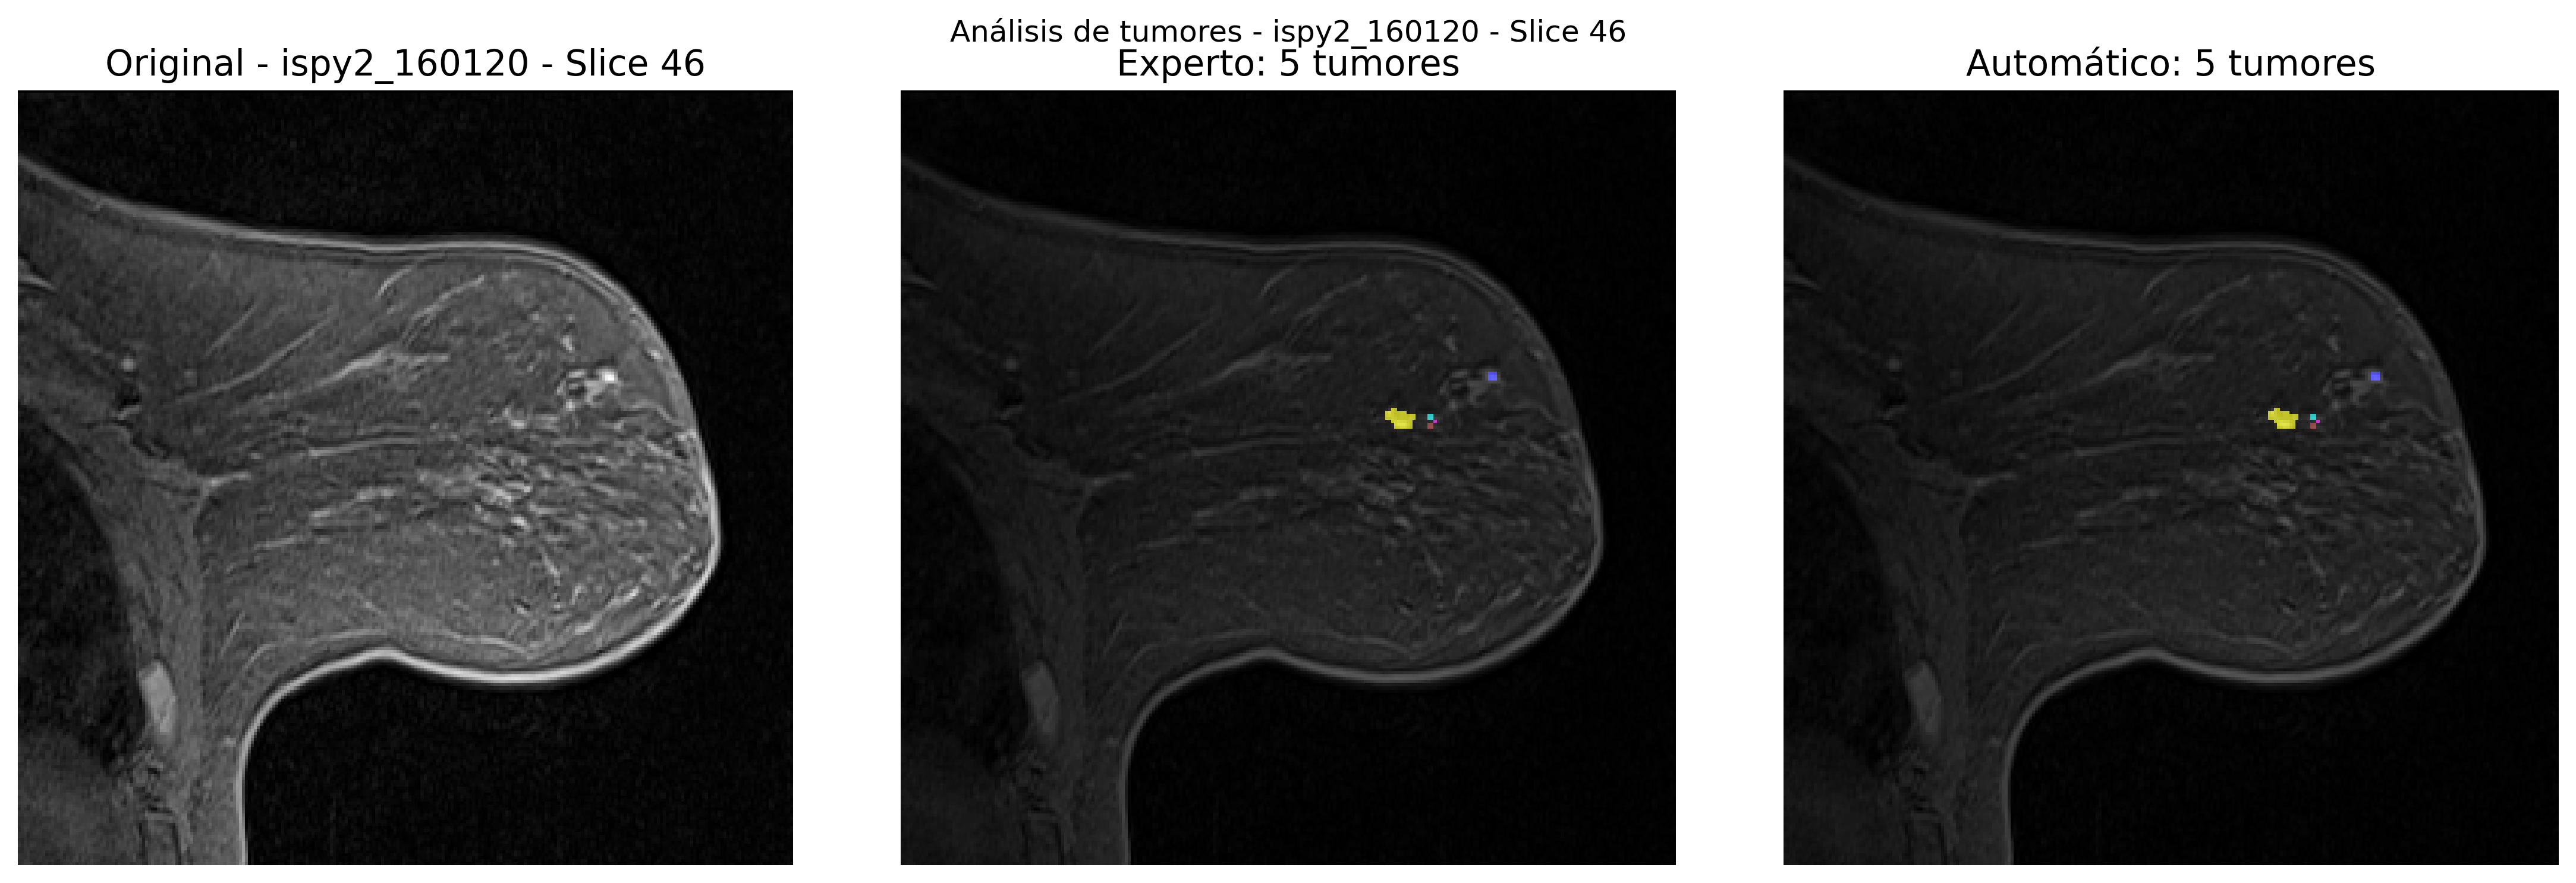 Análisis de tumores - ispy2_160120 - Slice 46
Original - ispy2_160120 - Slice 46
Experto: 5 tumores
Automático: 5 tumores